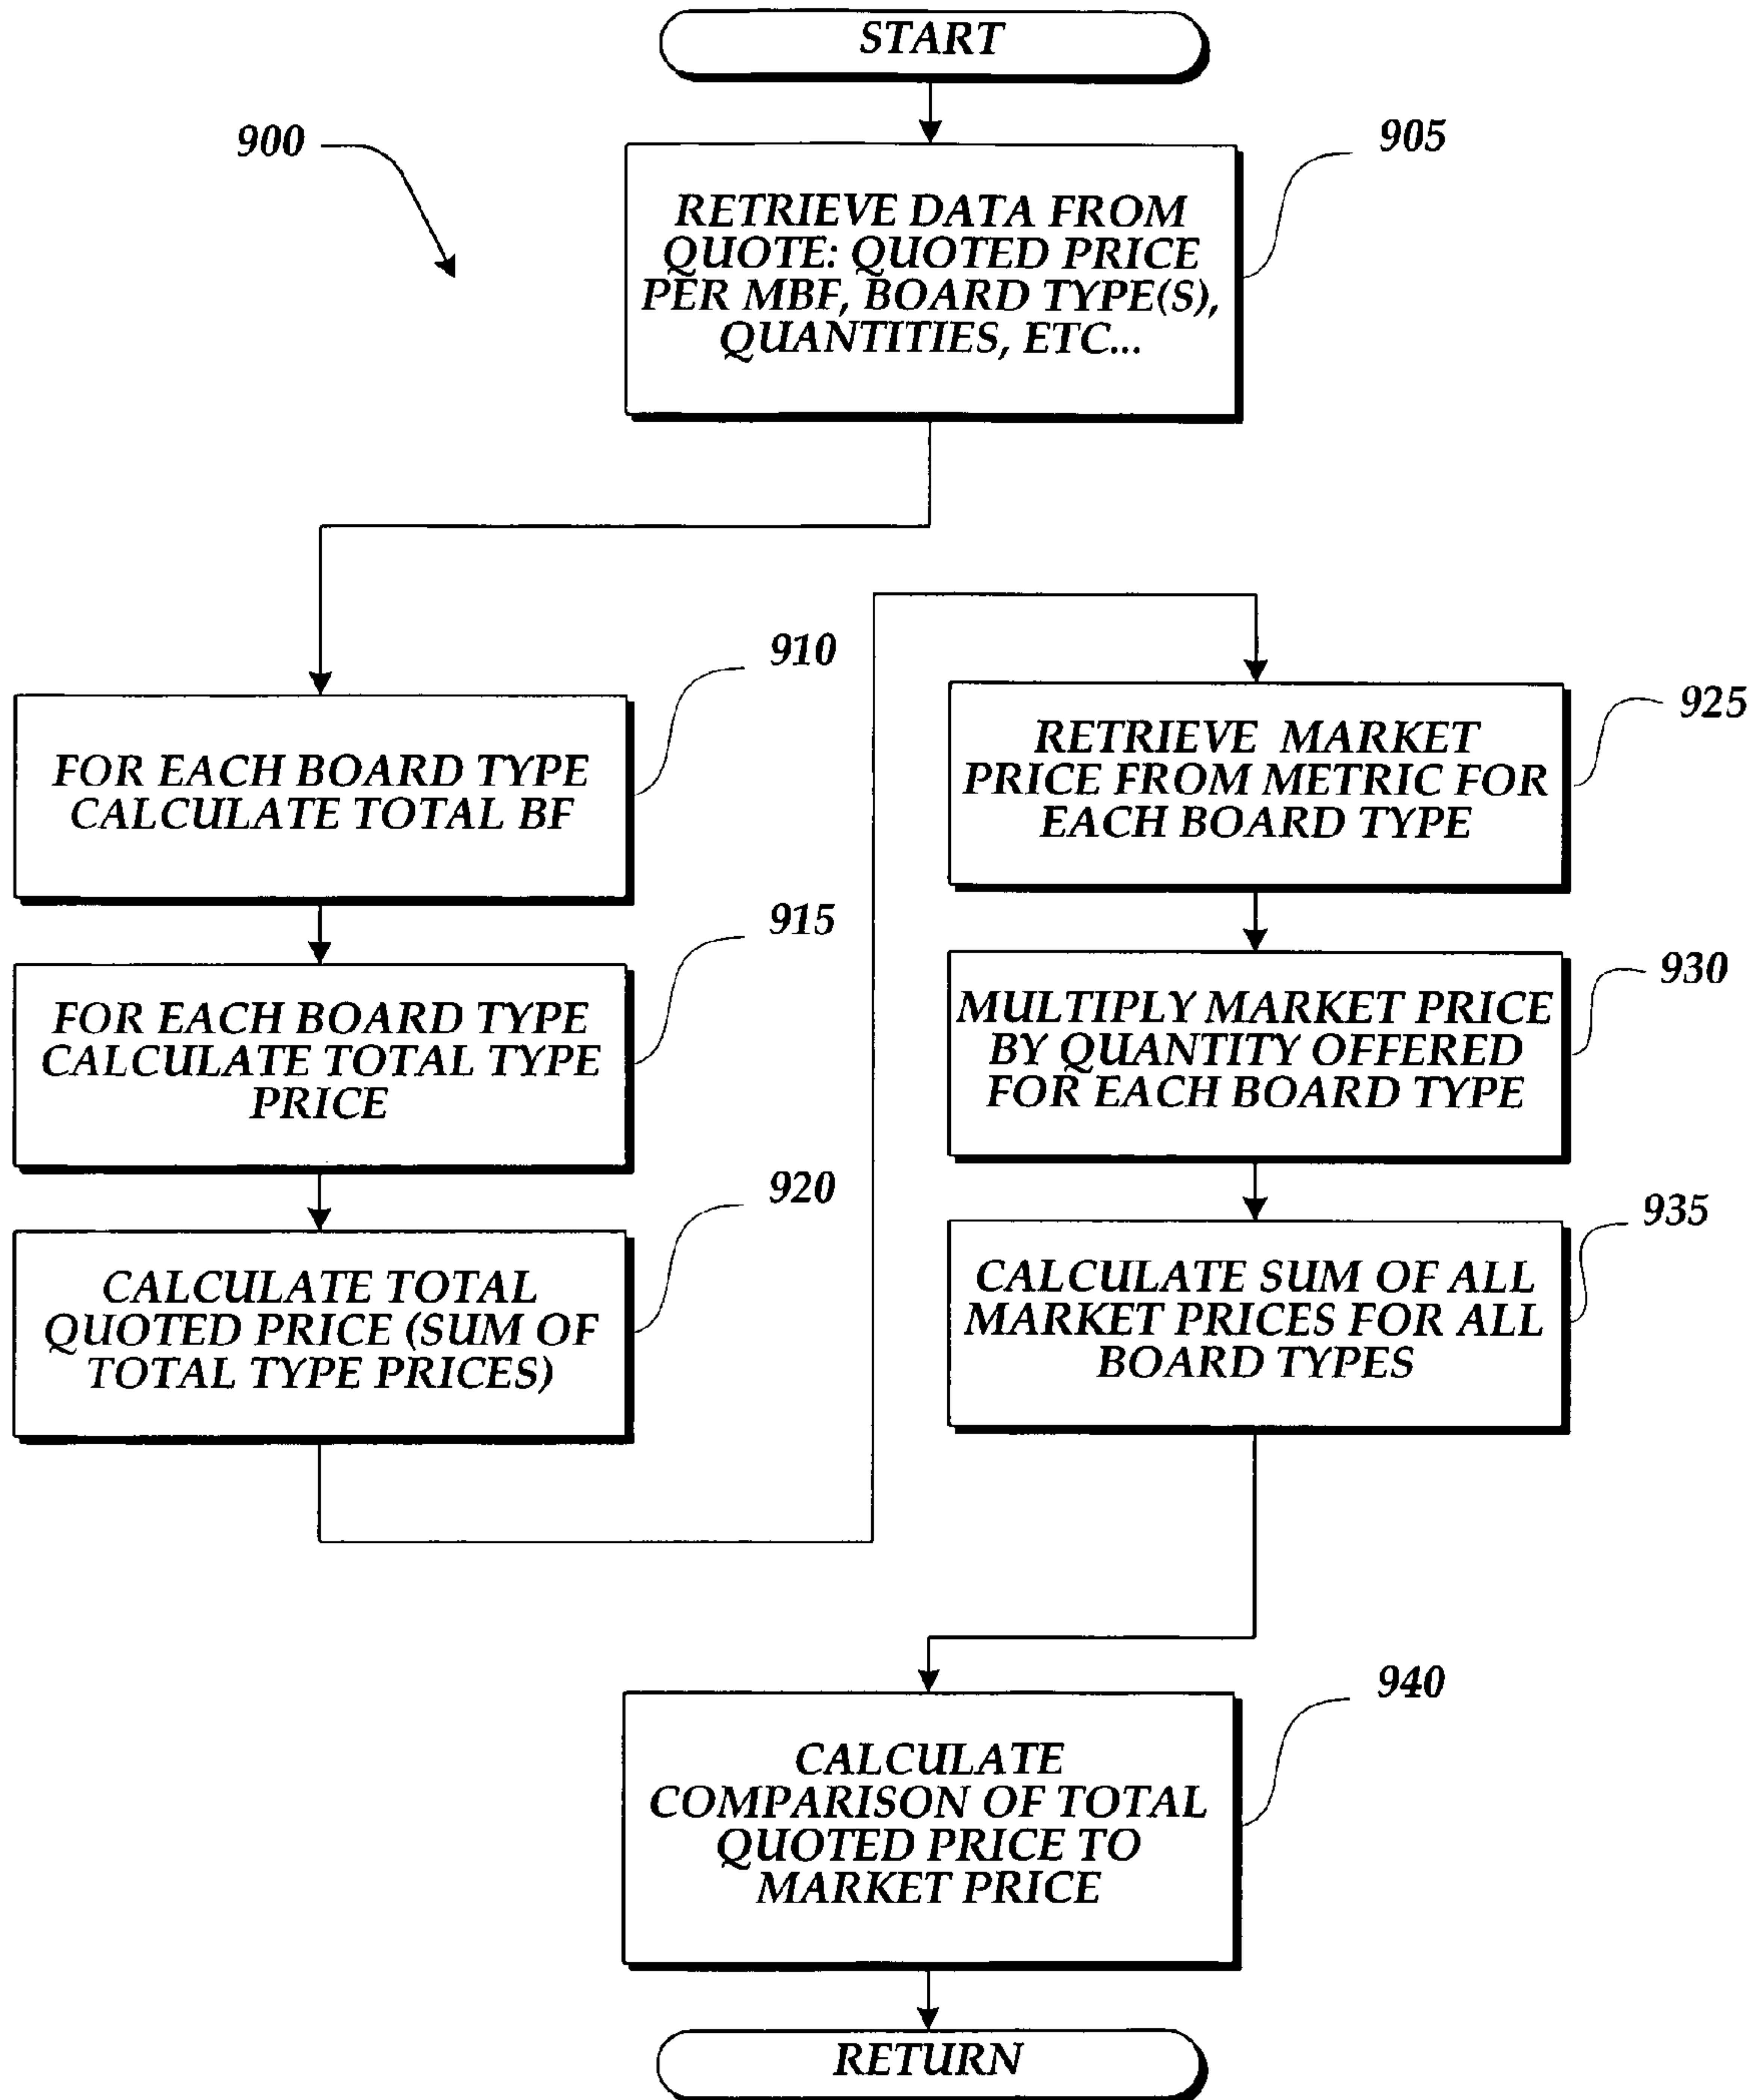 START
900
905
RETRIEVE DATA FROM
QUOTE: QUOTED PRICE
PER MBF, BOARD TYPE(S),
QUANTITIES, ETC...
910
FOR EACH BOARD TYPE
CALCULATE TOTAL BF
915
FOR EACH BOARD TYPE
CALCULATE TOTAL TYPE
PRICE
920
CALCULATE TOTAL
QUOTED PRICE (SUM OF
TOTAL TYPE PRICES)
925
RETRIEVE MARKET
PRICE FROM METRIC FOR
EACH BOARD TYPE
930
MULTIPLY MARKET PRICE
BY QUANTITY OFFERED
FOR EACH BOARD TYPE
935
CALCULATE SUM OF ALL
MARKET PRICES FOR ALL
BOARD TYPES
940
CALCULATE
COMPARISON OF TOTAL
QUOTED PRICE TO
MARKET PRICE
RETURN